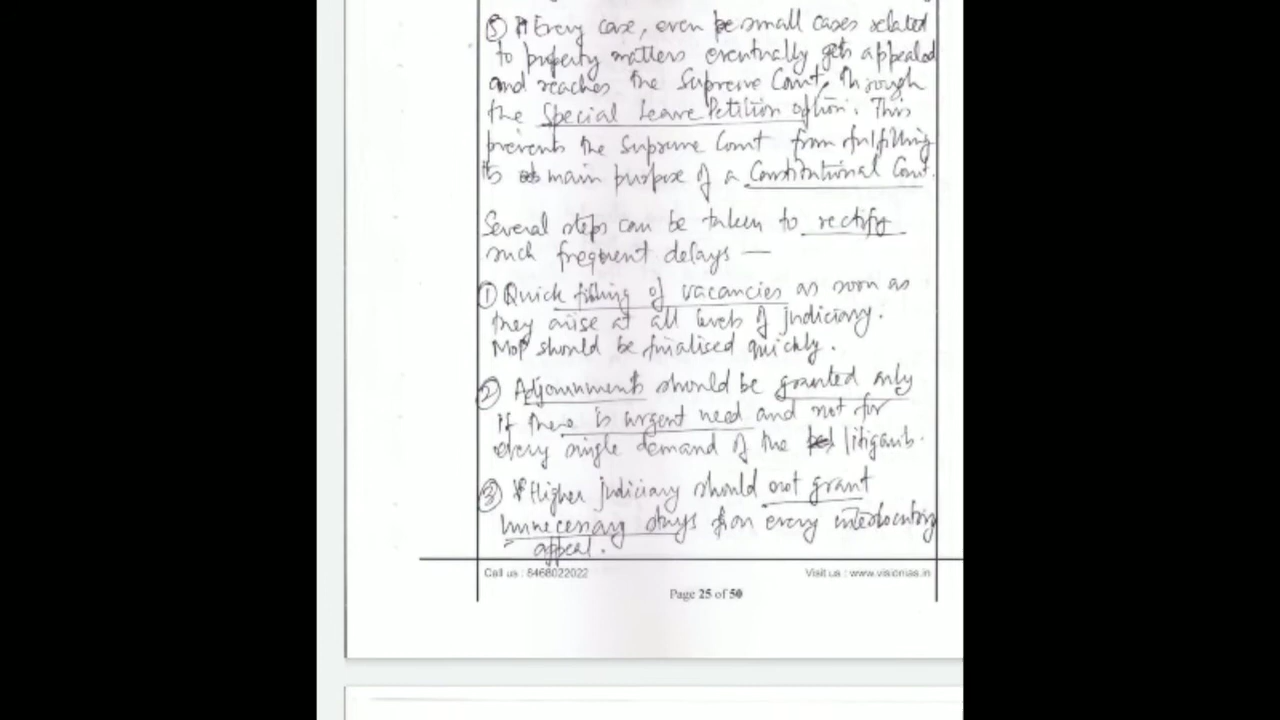 ⑤ Every case, even small cases related
to property matters eventually gets appealed
and reaches the Supreme Court, through
the Special Leave Petition option. This
prevents the Supreme Court from fulfilling
its main purpose of a Constitutional Court.
Several steps can be taken to rectify
such frequent delays —
① Quick filling of vacancies as soon as
they arise at all levels of judiciary.
MoP should be finalised quickly.
② Adjournments should be granted only
if there is urgent need and not for
every single demand of the litigants.
③ Higher judiciary should not grant
unnecessary stays on every interlocutory
appeal.
Call us : 8468022022
Visit us : www.visionias.in
Page 25 of 50